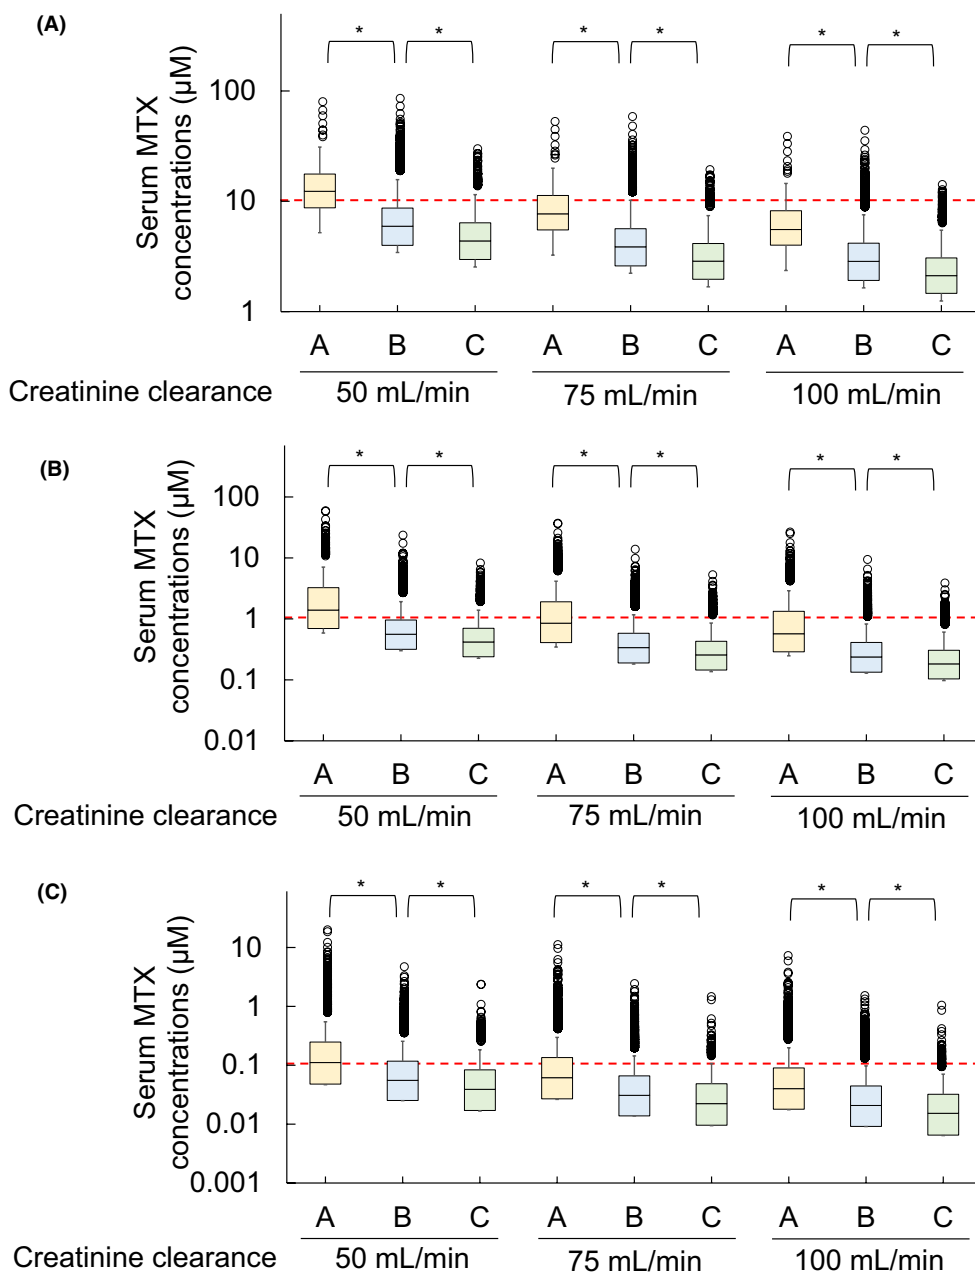 (A)
* * * * * *
Serum MTX
concentrations (µM)
100
10
1
A B C A B C A B C
Creatinine clearance 50 mL/min 75 mL/min 100 mL/min
(B)
* * * * * *
Serum MTX
concentrations (µM)
100
10
1
0.1
0.01
A B C A B C A B C
Creatinine clearance 50 mL/min 75 mL/min 100 mL/min
(C)
* * * * * *
Serum MTX
concentrations (µM)
10
1
0.1
0.01
0.001
A B C A B C A B C
Creatinine clearance 50 mL/min 75 mL/min 100 mL/min